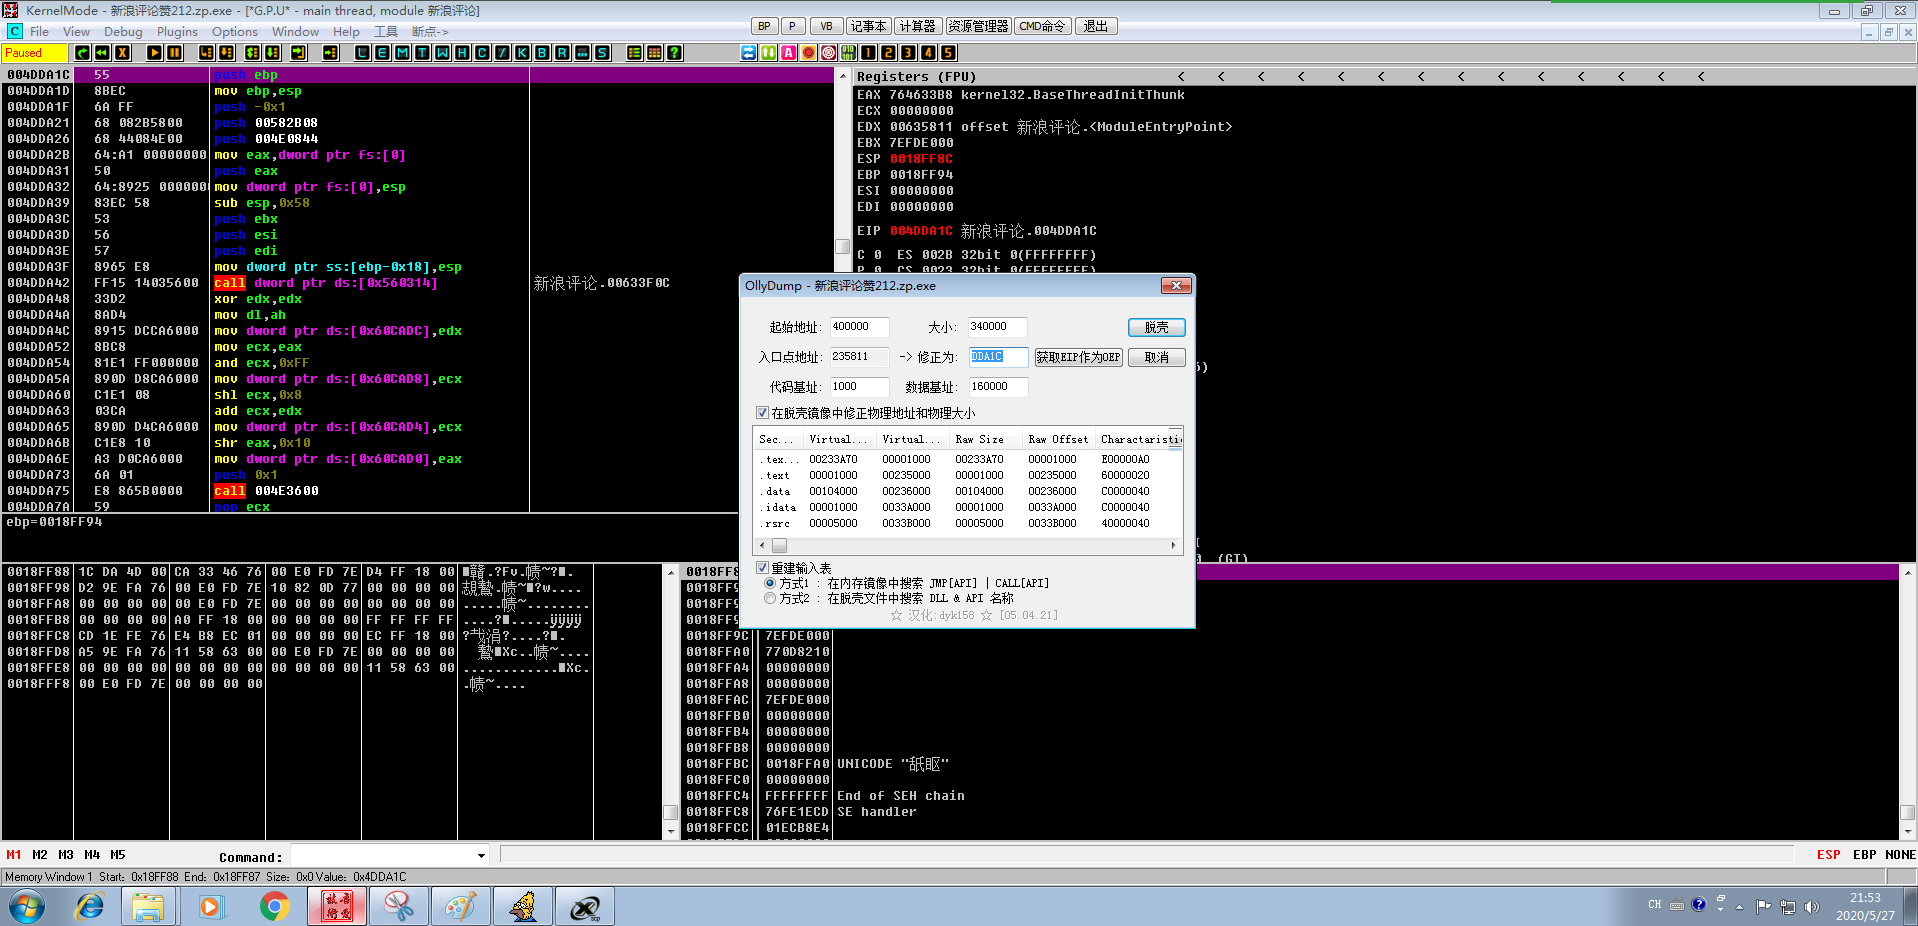 KernelMode - 新浪评论赞212.zp.exe - [*G.P.U* - main thread, module 新浪评论]
BP P VB 记事本 计算器 资源管理器 CMD命令 退出
C File View Debug Plugins Options Window Help 工具 断点->
Paused
L E M T W H C / K B R ... S
004DDA1C 55 push ebp
004DDA1D 8BEC mov ebp,esp
004DDA1F 6A FF push -0x1
004DDA21 68 082B5800 push 00582B08
004DDA26 68 44084E00 push 004E0844
004DDA2B 64:A1 00000000 mov eax,dword ptr fs:[0]
004DDA31 50 push eax
004DDA32 64:8925 0000000 mov dword ptr fs:[0],esp
004DDA39 83EC 58 sub esp,0x58
004DDA3C 53 push ebx
004DDA3D 56 push esi
004DDA3E 57 push edi
004DDA3F 8965 E8 mov dword ptr ss:[ebp-0x18],esp
004DDA42 FF15 14035600 call dword ptr ds:[0x560314] 新浪评论.00633F0C
004DDA48 33D2 xor edx,edx
004DDA4A 8AD4 mov dl,ah
004DDA4C 8915 DCCA6000 mov dword ptr ds:[0x60CADC],edx
004DDA52 8BC8 mov ecx,eax
004DDA54 81E1 FF000000 and ecx,0xFF
004DDA5A 890D D8CA6000 mov dword ptr ds:[0x60CAD8],ecx
004DDA60 C1E1 08 shl ecx,0x8
004DDA63 03CA add ecx,edx
004DDA65 890D D4CA6000 mov dword ptr ds:[0x60CAD4],ecx
004DDA6B C1E8 10 shr eax,0x10
004DDA6E A3 D0CA6000 mov dword ptr ds:[0x60CAD0],eax
004DDA73 6A 01 push 0x1
004DDA75 E8 865B0000 call 004E3600
004DDA7A 59 pop ecx
ebp=0018FF94
Registers (FPU) < < < < < < < < < < < < < <
EAX 764633B8 kernel32.BaseThreadInitThunk
ECX 00000000
EDX 00635811 offset 新浪评论.<ModuleEntryPoint>
EBX 7EFDE000
ESP 0018FF8C
EBP 0018FF94
ESI 00000000
EDI 00000000
EIP 004DDA1C 新浪评论.004DDA1C
C 0 ES 002B 32bit 0(FFFFFFFF)
P 0 CS 0023 32bit 0(FFFFFFFF)
OllyDump - 新浪评论赞212.zp.exe
起始地址: 400000 大小: 340000 脱壳
入口点地址: 235811 -> 修正为: DDA1C 获取EIP作为OEP 取消
代码基址: 1000 数据基址: 160000
在脱壳镜像中修正物理地址和物理大小
Sec... Virtual... Virtual... Raw Size Raw Offset Charactaristic
.tex... 00233A70 00001000 00233A70 00001000 E00000A0
.text 00001000 00235000 00001000 00235000 60000020
.data 00104000 00236000 00104000 00236000 C0000040
.idata 00001000 0033A000 00001000 0033A000 C0000040
.rsrc 00005000 0033B000 00005000 0033B000 40000040
重建输入表
方式1 : 在内存镜像中搜索 JMP[API] | CALL[API]
方式2 : 在脱壳文件中搜索 DLL & API 名称
☆ 汉化:dyk158 ☆ [05.04.21]
(GT)
0018FF88 1C DA 4D 00 CA 33 46 76 00 E0 FD 7E D4 FF 18 00
0018FF98 D2 9E FA 76 00 E0 FD 7E 10 82 0D 77 00 00 00 00
0018FFA8 00 00 00 00 00 E0 FD 7E 00 00 00 00 00 00 00 00
0018FFB8 00 00 00 00 A0 FF 18 00 00 00 00 00 FF FF FF FF
0018FFC8 CD 1E FE 76 E4 B8 EC 01 00 00 00 00 EC FF 18 00
0018FFD8 A5 9E FA 76 11 58 63 00 00 E0 FD 7E 00 00 00 00
0018FFE8 00 00 00 00 00 00 00 00 00 00 00 00 11 58 63 00
0018FFF8 00 E0 FD 7E 00 00 00 00
0018FF9C 7EFDE000
0018FFA0 770D8210
0018FFA4 00000000
0018FFA8 00000000
0018FFAC 7EFDE000
0018FFB0 00000000
0018FFB4 00000000
0018FFB8 00000000
0018FFBC 0018FFA0 UNICODE
0018FFC0 00000000
0018FFC4 FFFFFFFF End of SEH chain
0018FFC8 76FE1ECD SE handler
0018FFCC 01ECB8E4
M1 M2 M3 M4 M5 Command: ESP EBP NONE
Memory Window 1 Start: 0x18FF88 End: 0x18FF87 Size: 0x0 Value: 0x4DDA1C
CH
21:53
2020/5/27